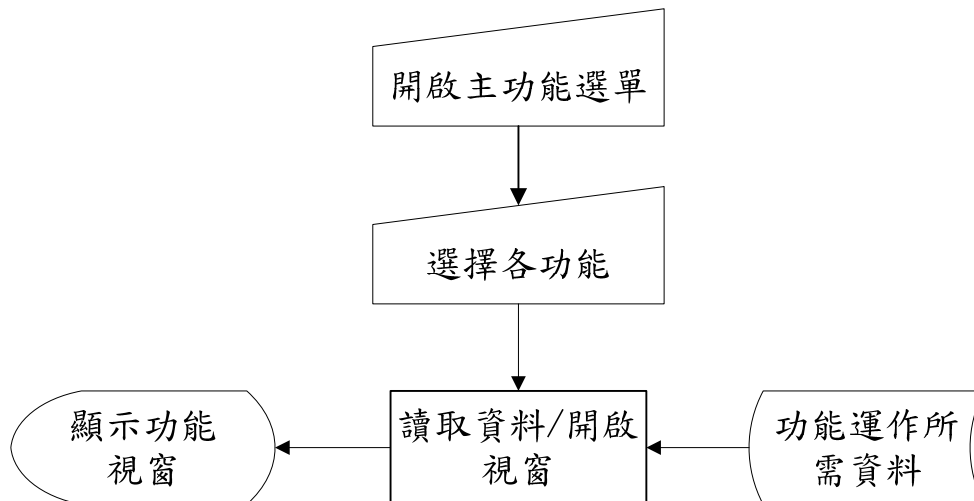 開啟主功能選單
選擇各功能
顯示功能
視窗
讀取資料/開啟
視窗
功能運作所
需資料